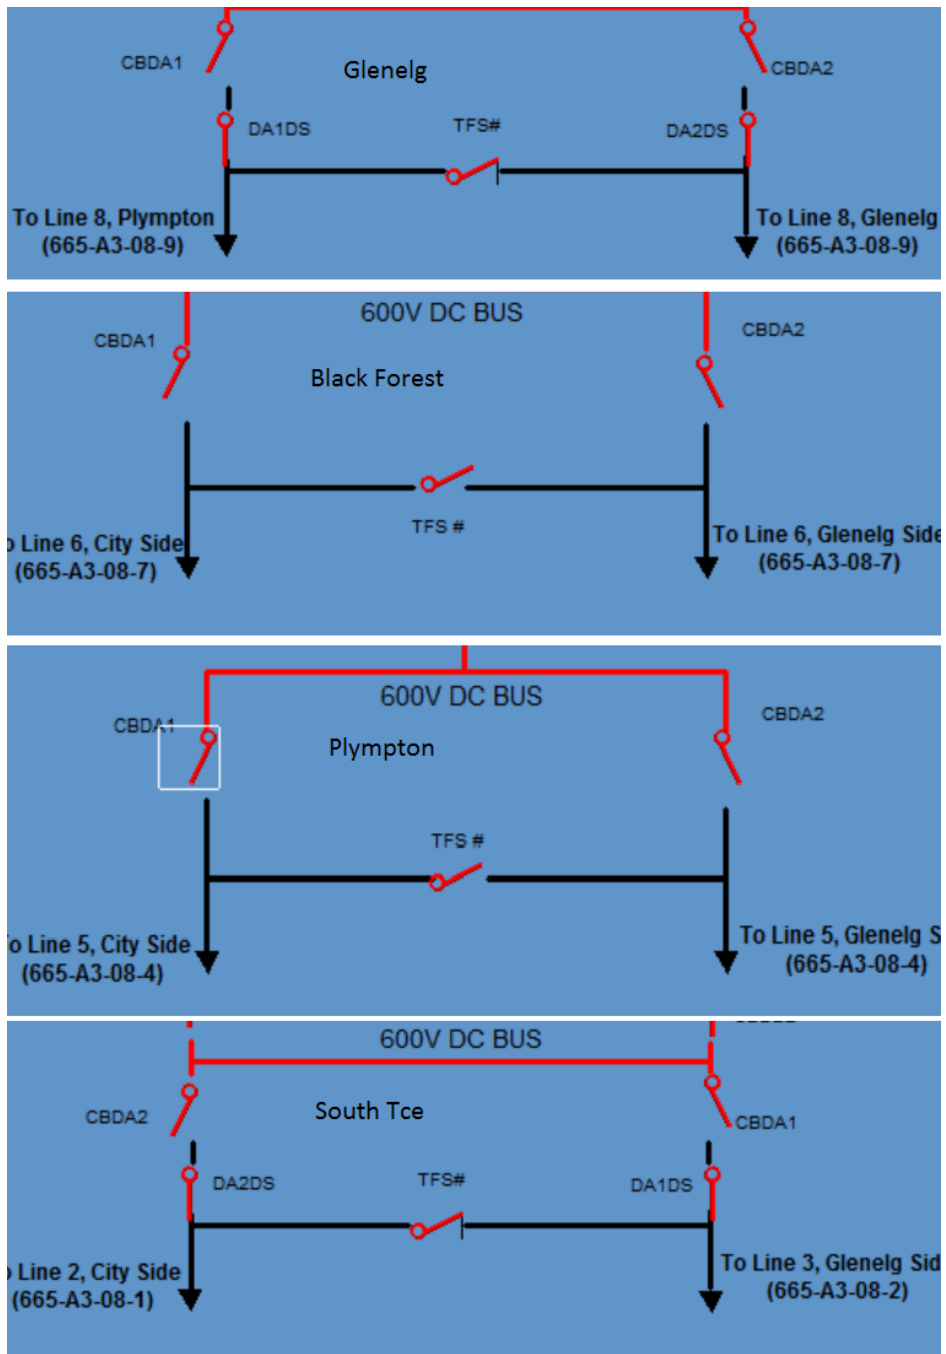 CBDA1
Glenelg
CBDA2
DA1DS
TFS#
DA2DS
To Line 8, Plympton
(665-A3-08-9)
To Line 8, Glenelg
(665-A3-08-9)
600V DC BUS
CBDA1
CBDA2
Black Forest
TFS #
o Line 6, City Side
(665-A3-08-7)
To Line 6, Glenelg Side
(665-A3-08-7)
600V DC BUS
CBDA1
CBDA2
Plympton
TFS #
To Line 5, City Side
(665-A3-08-4)
To Line 5, Glenelg S
(665-A3-08-4)
600V DC BUS
CBDA2
South Tce
CBDA1
DA2DS
TFS#
DA1DS
o Line 2, City Side
(665-A3-08-1)
To Line 3, Glenelg Sid
(665-A3-08-2)